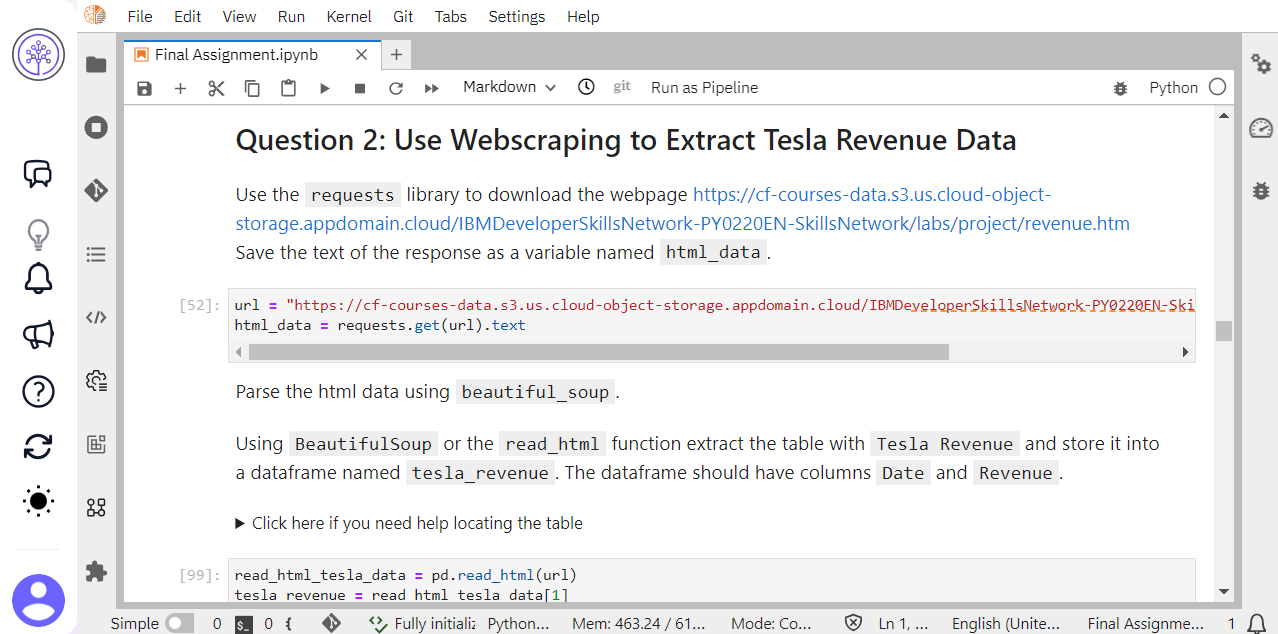 File Edit View Run Kernel Git Tabs Settings Help
Final Assignment.ipynb
Markdown git Run as Pipeline Python
Question 2: Use Webscraping to Extract Tesla Revenue Data
Use the requests library to download the webpage https://cf-courses-data.s3.us.cloud-object-
storage.appdomain.cloud/IBMDeveloperSkillsNetwork-PY0220EN-SkillsNetwork/labs/project/revenue.htm
Save the text of the response as a variable named html_data.
[52]: url = "https://cf-courses-data.s3.us.cloud-object-storage.appdomain.cloud/IBMDeveloperSkillsNetwork-PY0220EN-Ski
html_data = requests.get(url).text
Parse the html data using beautiful_soup.
Using BeautifulSoup or the read_html function extract the table with Tesla Revenue and store it into
a dataframe named tesla_revenue. The dataframe should have columns Date and Revenue.
Click here if you need help locating the table
[99]: read_html_tesla_data = pd.read_html(url)
tesla_revenue = read_html_tesla_data[1]
Simple 0 $_ 0 { Fully initializ Python... Mem: 463.24 / 61... Mode: Co... Ln 1, ... English (Unite... Final Assignme... 1